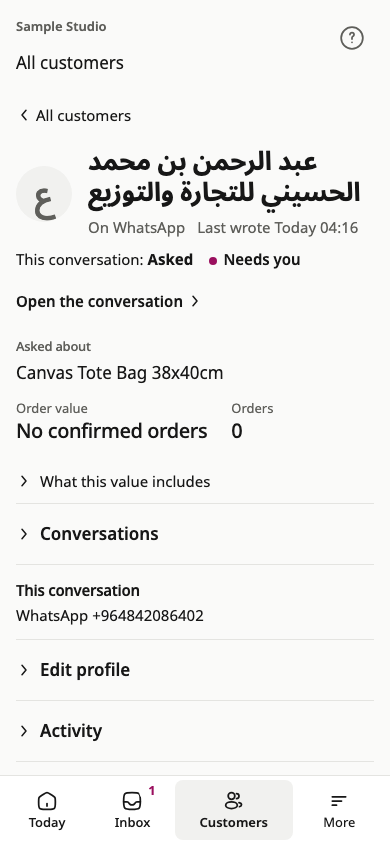 Sample Studio
All customers
All customers
ع
عبد الرحمن بن محمد
الحسيني للتجارة والتوزيع
On WhatsApp Last wrote Today 04:16
This conversation: Asked Needs you
Open the conversation
Asked about
Canvas Tote Bag 38x40cm
Order value Orders
No confirmed orders 0
What this value includes
Conversations
This conversation
WhatsApp +964842086402
Edit profile
Activity
1
Today Inbox Customers More